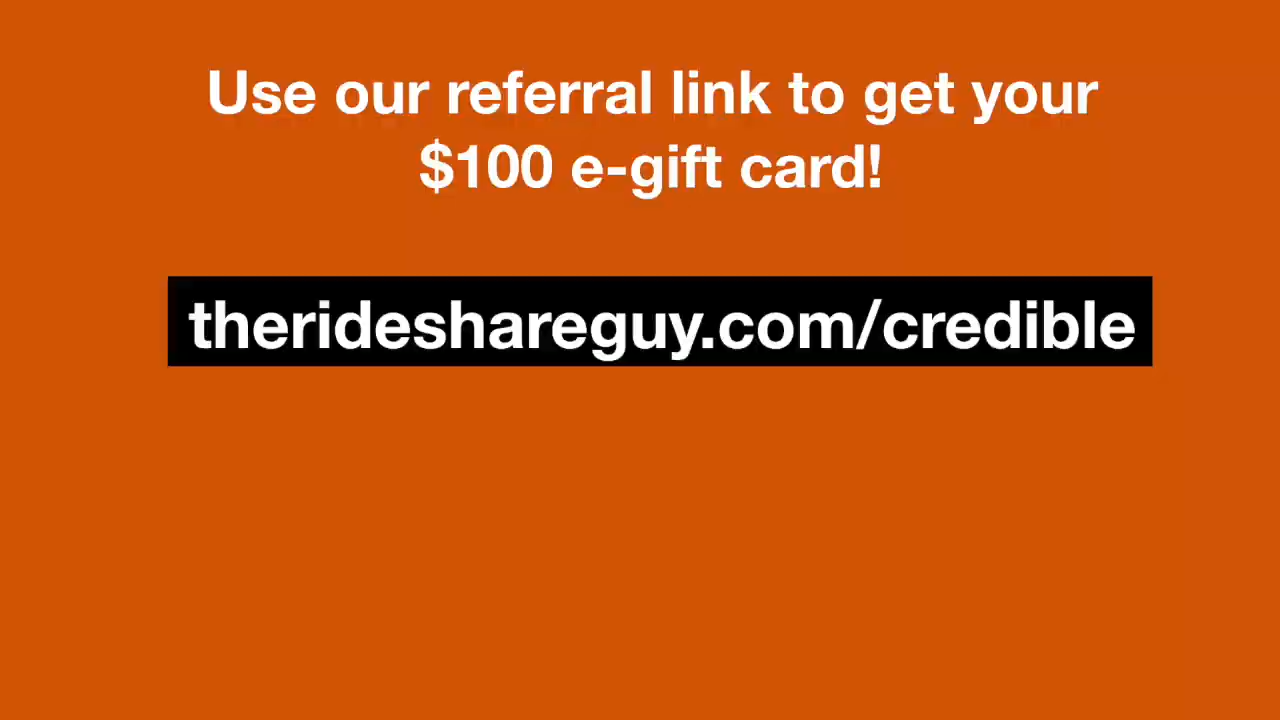 Use our referral link to get your
$100 e-gift card!
therideshareguy.com/credible